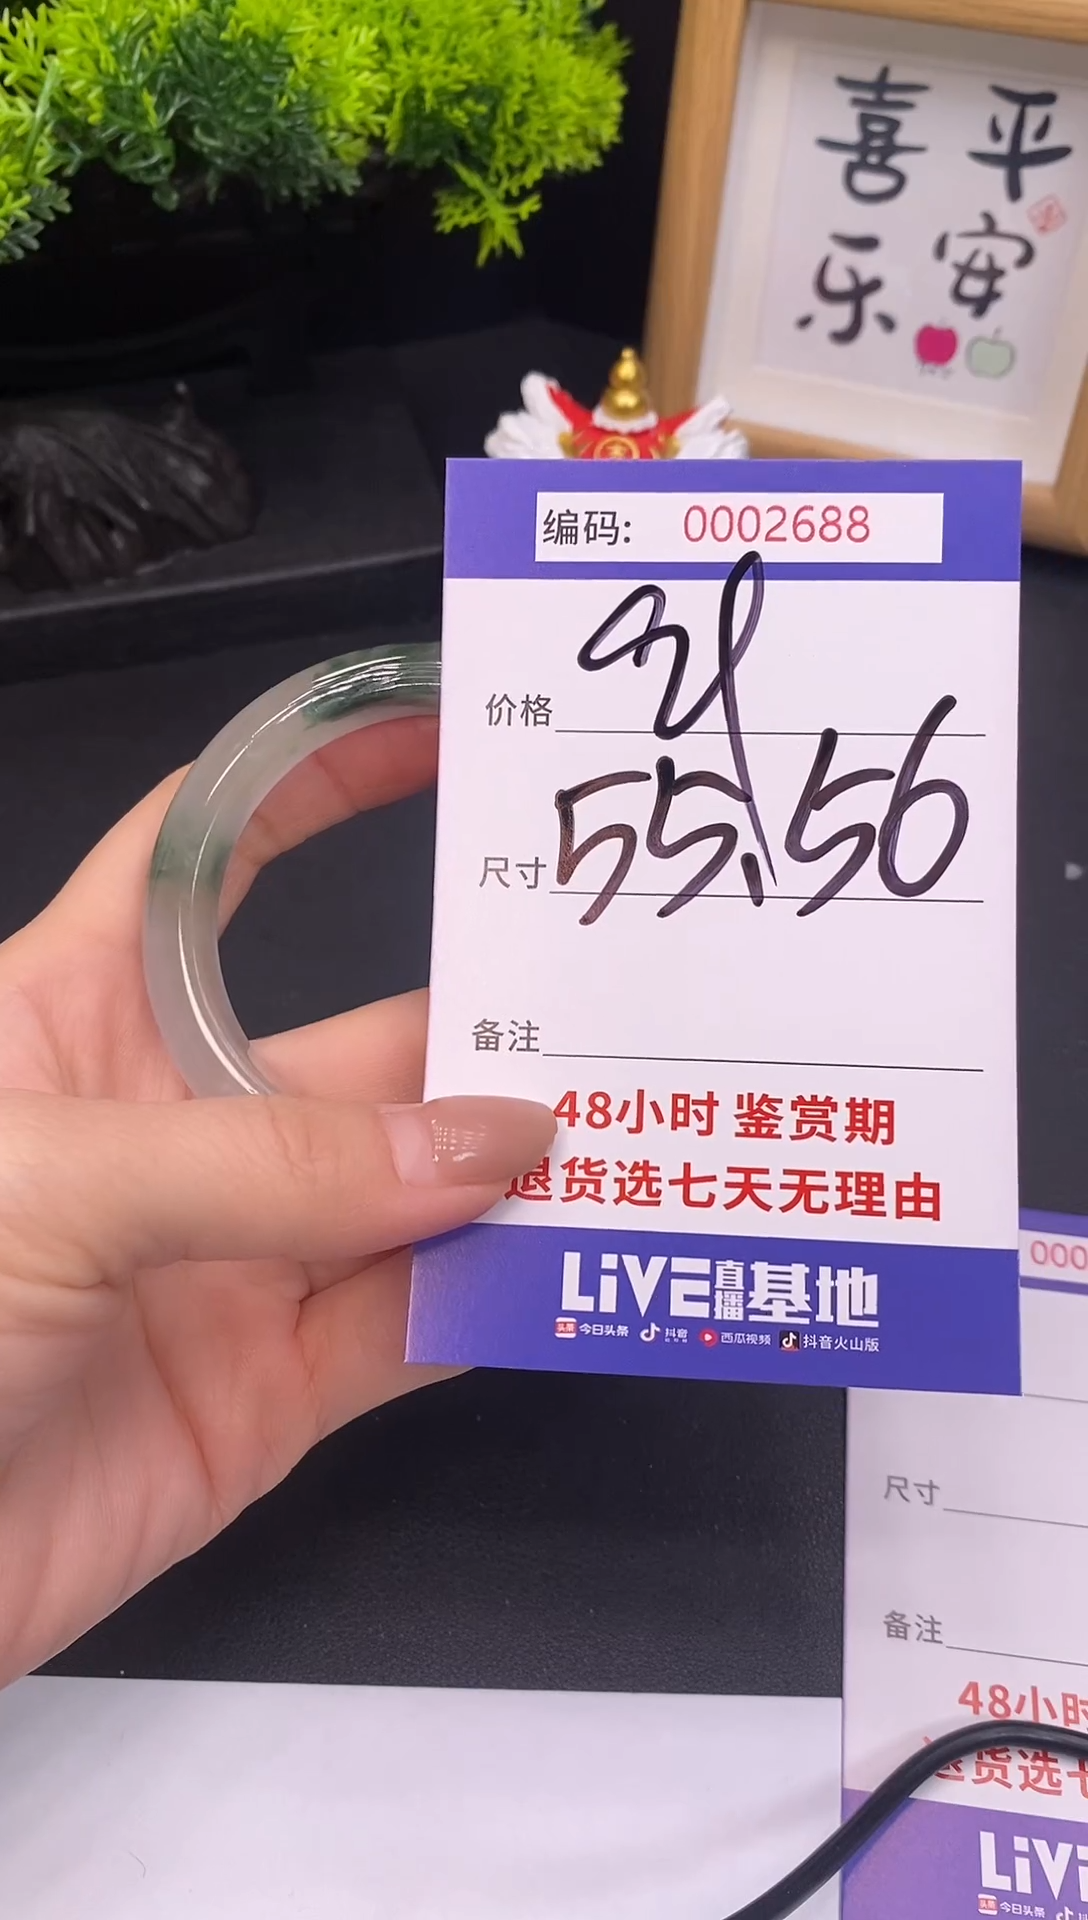 喜平
乐安
编码: 0002688
价格
尺寸 55.56
备注
48小时 鉴赏期
退货选七天无理由
LiVE直播基地
今日头条 抖音 西瓜视频 抖音火山版
000
尺寸
备注
48小时
退货选七
LiVE
今日头条